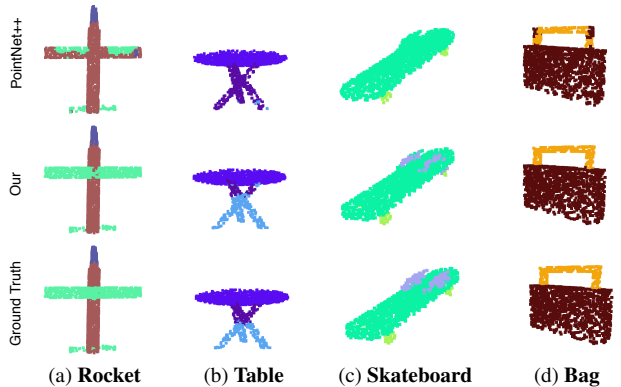 PointNet++
Our
Ground Truth
(a) Rocket
(b) Table
(c) Skateboard
(d) Bag